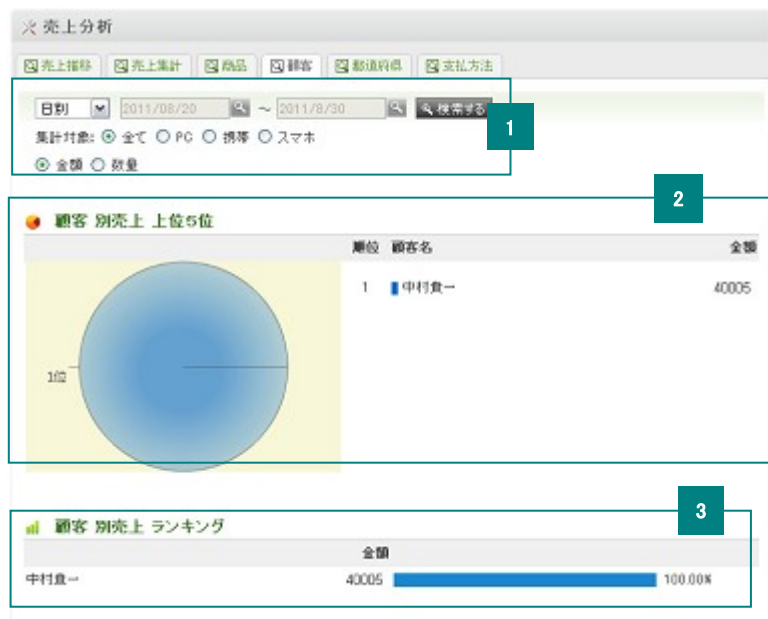 売上分析
売上推移 売上集計 商品 顧客 都道府県 支払方法
日別 2011/08/20 ～ 2011/8/30 検索する
1
集計対象: 全て PC 携帯 スマホ
金額 数量
2
顧客 別売上 上位5位
順位 顧客名 金額
1 中村貴一 40005
1位
3
顧客 別売上 ランキング
金額
中村貴一 40005 100.00%